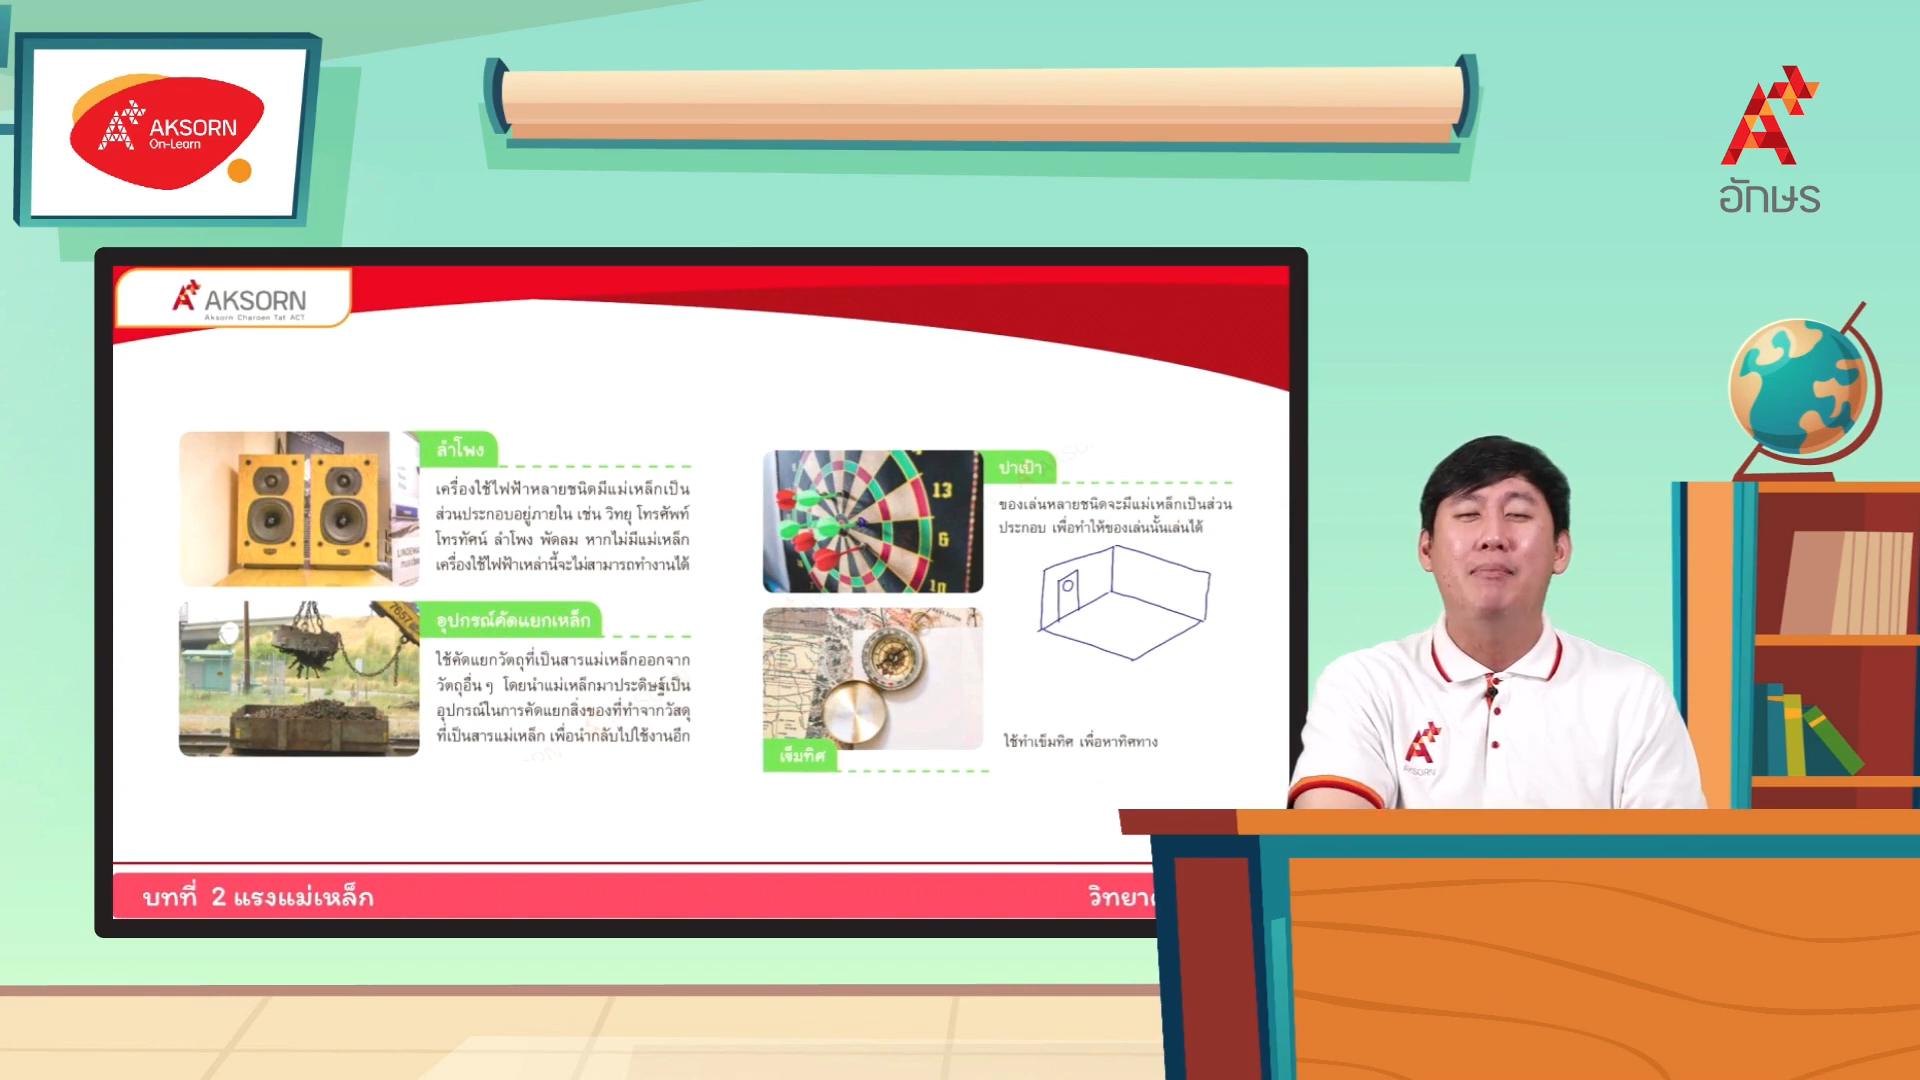 AKSORN
On-Learn
อักษร
AKSORN
Aksorn Charoen Tat ACT
ลำโพง
เครื่องใช้ไฟฟ้าหลายชนิดมีแม่เหล็กเป็น
ส่วนประกอบอยู่ภายใน เช่น วิทยุ โทรศัพท์
โทรทัศน์ ลำโพง พัดลม หากไม่มีแม่เหล็ก
เครื่องใช้ไฟฟ้าเหล่านี้จะไม่สามารถทำงานได้
อุปกรณ์คัดแยกเหล็ก
7657
ใช้คัดแยกวัตถุที่เป็นสารแม่เหล็กออกจาก
วัตถุอื่น ๆ โดยนำแม่เหล็กมาประดิษฐ์เป็น
อุปกรณ์ในการคัดแยกสิ่งของที่ทำจากวัสดุ
ที่เป็นสารแม่เหล็ก เพื่อนำกลับไปใช้งานอีก
ปาเป้า
13
6
10
ของเล่นหลายชนิดจะมีแม่เหล็กเป็นส่วน
ประกอบ เพื่อทำให้ของเล่นนั้นเล่นได้
เข็มทิศ
ใช้ทำเข็มทิศ เพื่อหาทิศทาง
บทที่ 2 แรงแม่เหล็ก
AKSORN